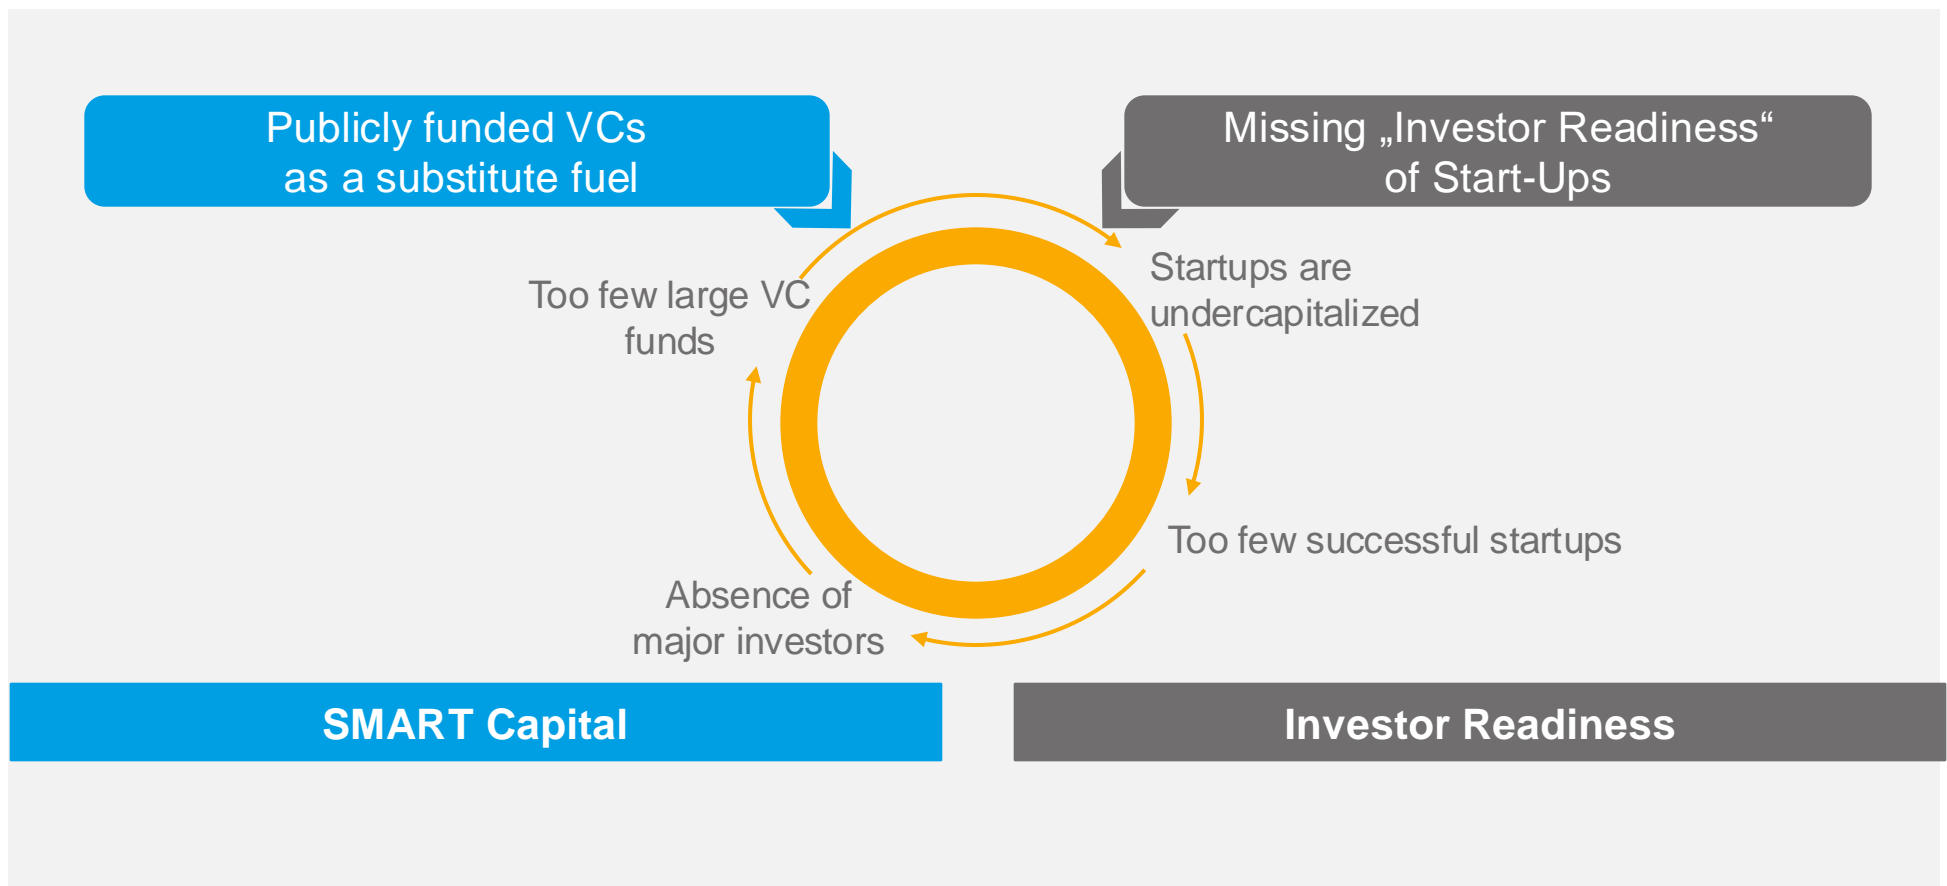 Publicly funded VCs
as a substitute fuel
Missing „Investor Readiness“
of Start-Ups
Too few large VC
funds
Startups are
undercapitalized
Too few successful startups
Absence of
major investors
SMART Capital
Investor Readiness